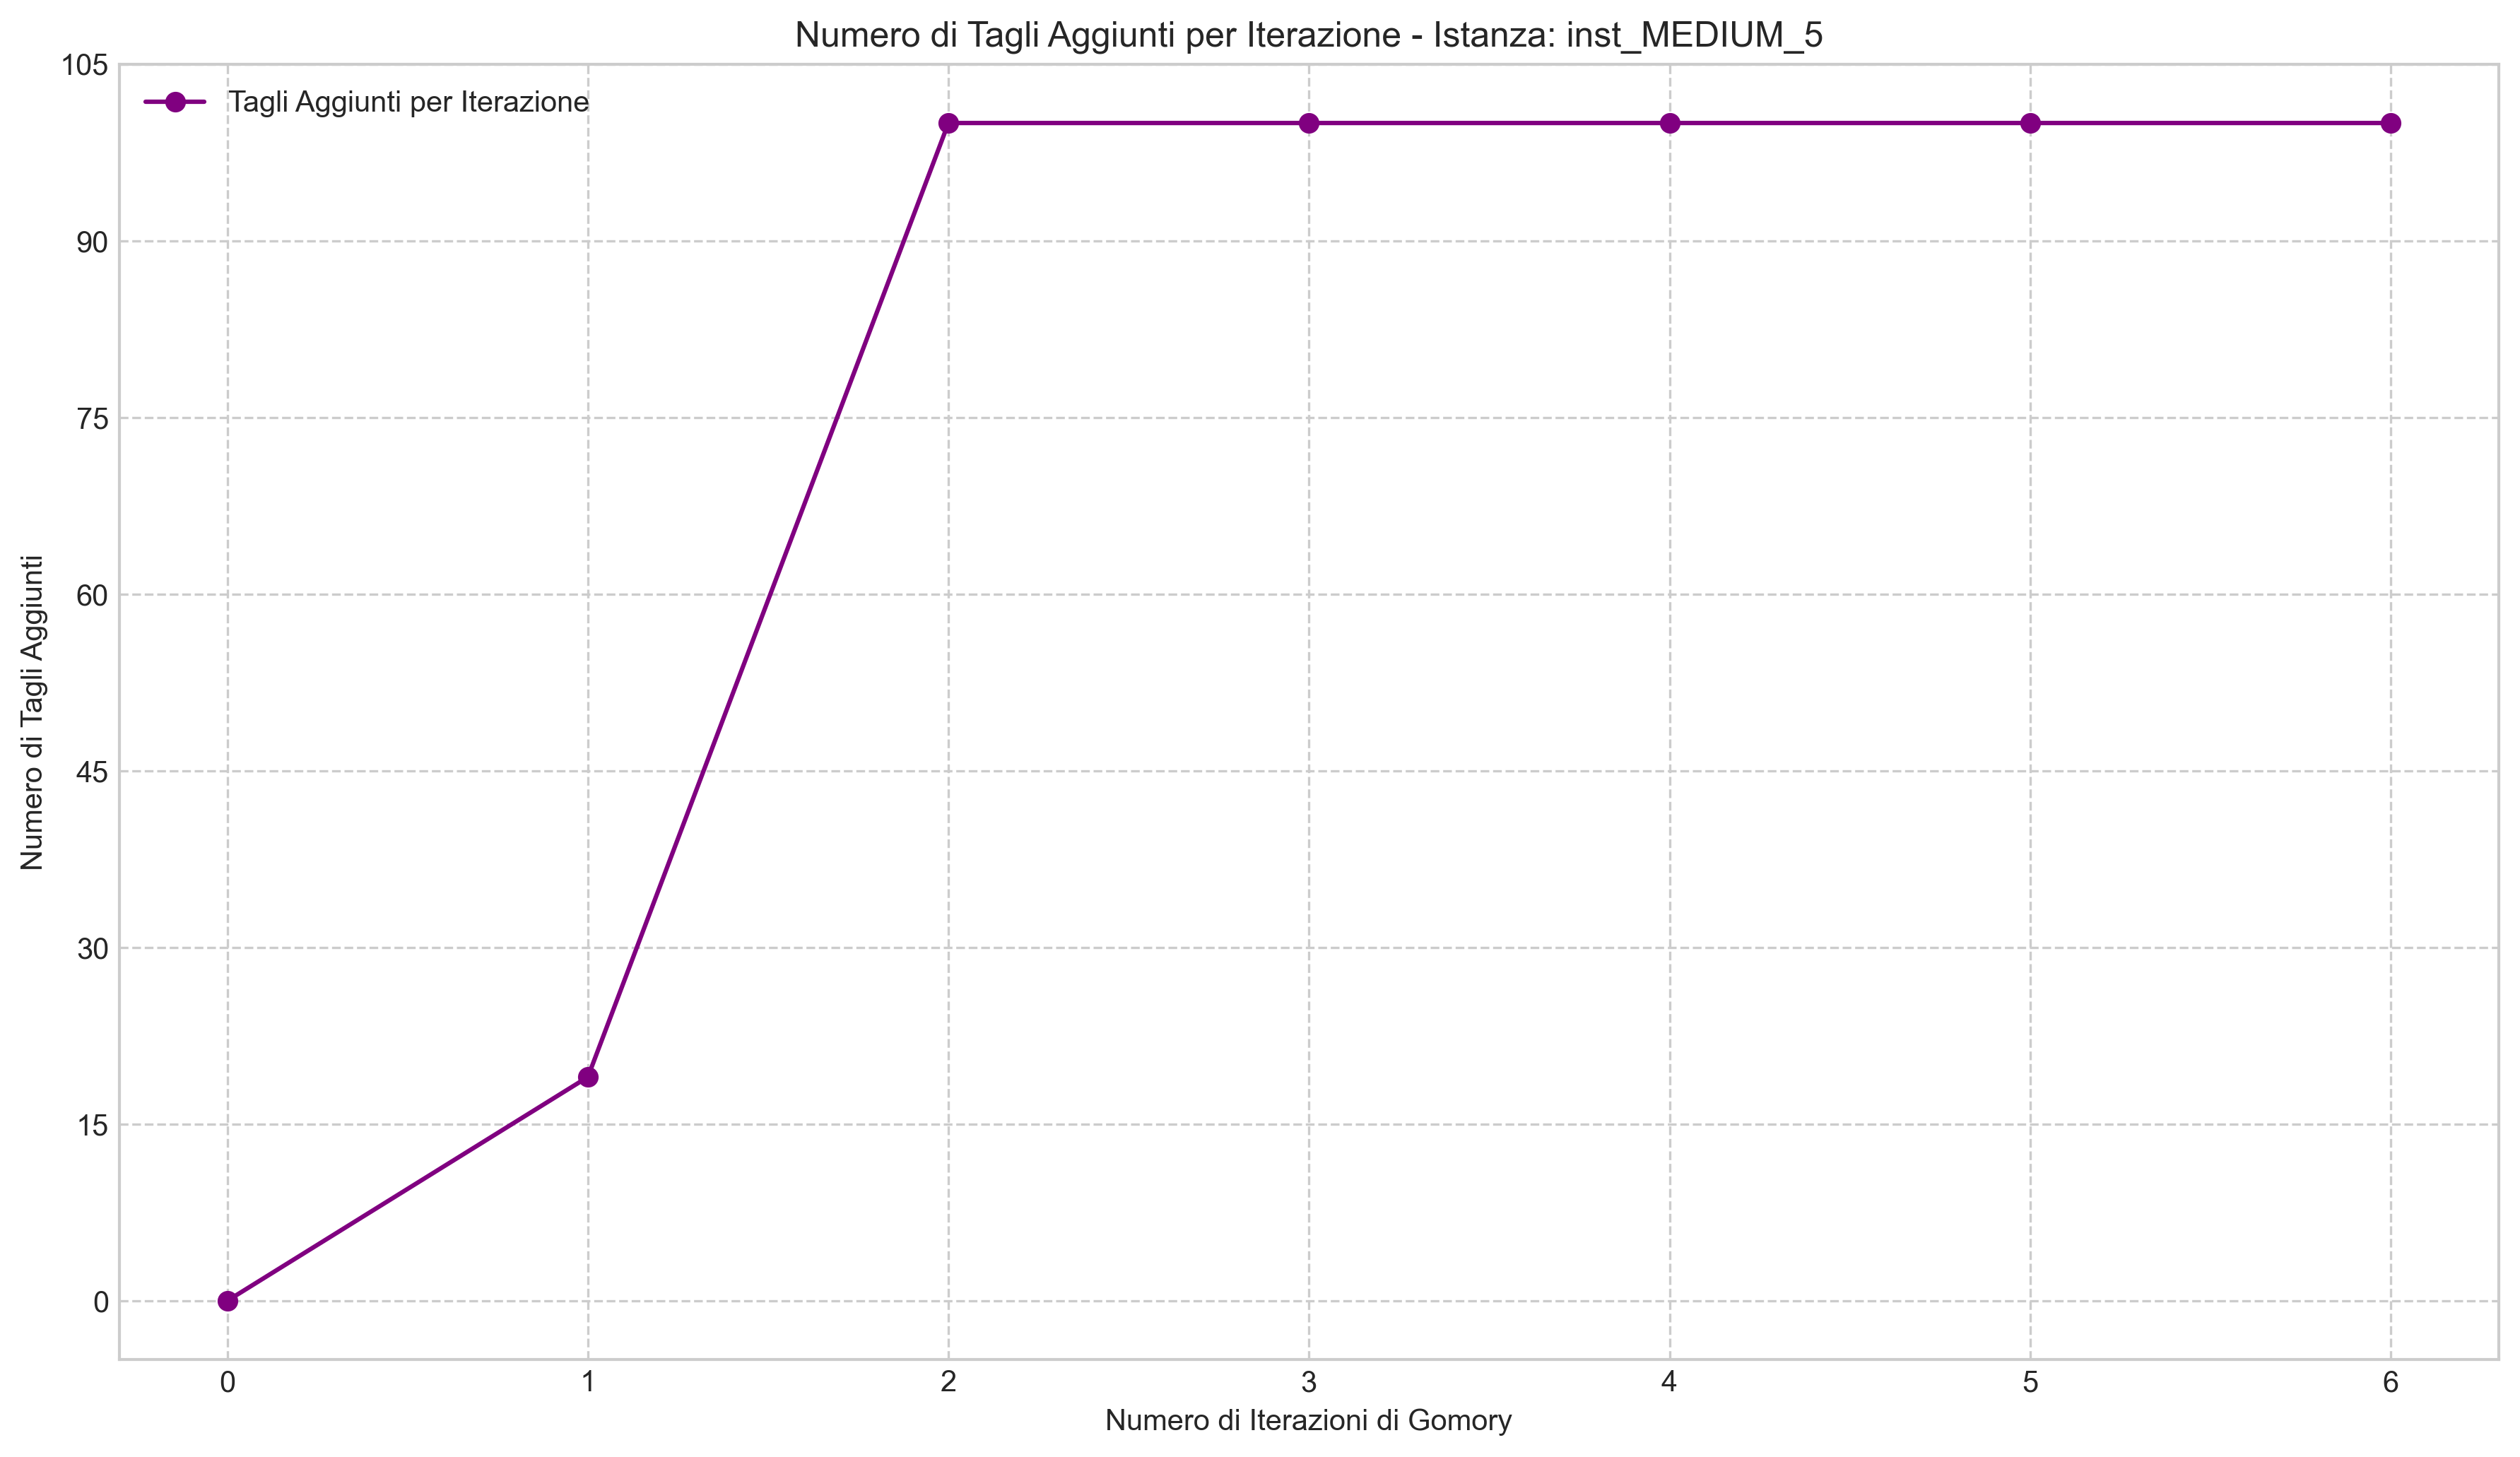 Numero di Tagli Aggiunti per Iterazione - Istanza: inst_MEDIUM_5
Tagli Aggiunti per Iterazione
Numero di Tagli Aggiunti
105
90
75
60
45
30
15
0
0 1 2 3 4 5 6
Numero di Iterazioni di Gomory